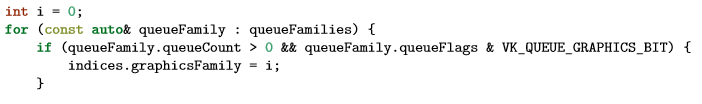 int i = 0;
for (const auto& queueFamily : queueFamilies) {
    if (queueFamily.queueCount > 0 && queueFamily.queueFlags & VK_QUEUE_GRAPHICS_BIT) {
        indices.graphicsFamily = i;
    }